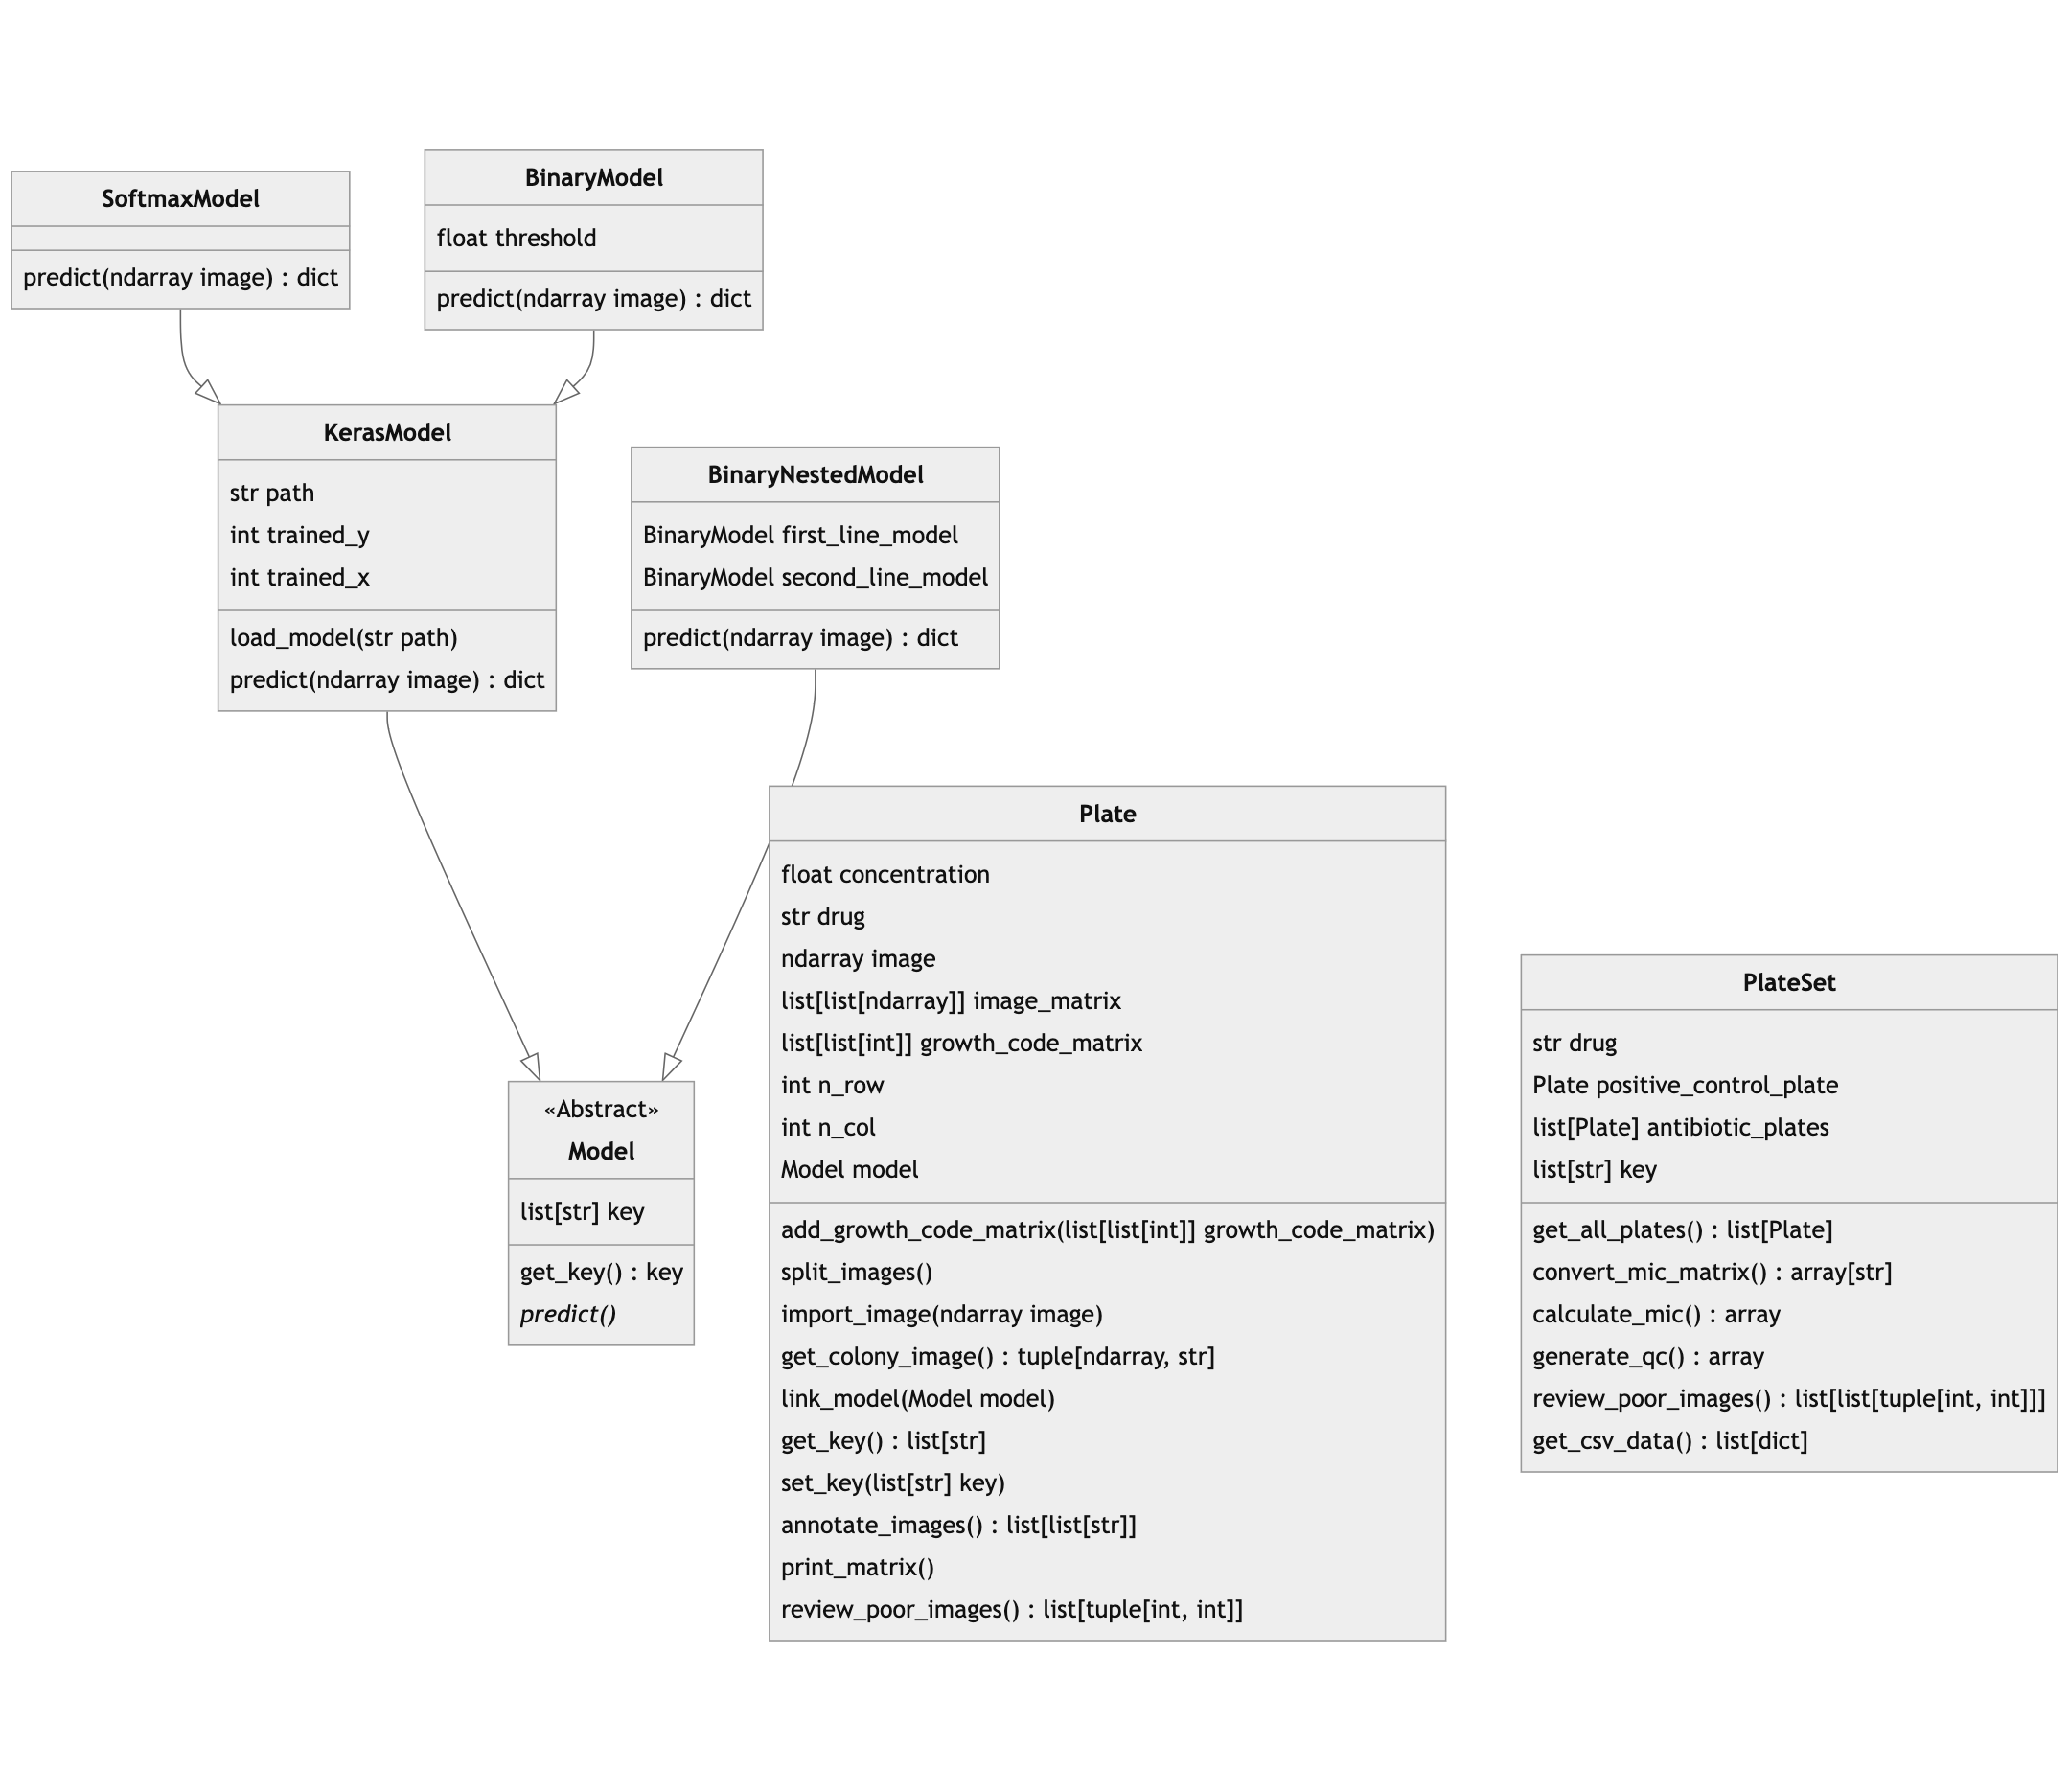 SoftmaxModel
predict(ndarray image) : dict
BinaryModel
float threshold
predict(ndarray image) : dict
KerasModel
str path
int trained_y
int trained_x
load_model(str path)
predict(ndarray image) : dict
BinaryNestedModel
BinaryModel first_line_model
BinaryModel second_line_model
predict(ndarray image) : dict
«Abstract»
Model
list[str] key
get_key() : key
predict()
Plate
float concentration
str drug
ndarray image
list[list[ndarray]] image_matrix
list[list[int]] growth_code_matrix
int n_row
int n_col
Model model
add_growth_code_matrix(list[list[int]] growth_code_matrix)
split_images()
import_image(ndarray image)
get_colony_image() : tuple[ndarray, str]
link_model(Model model)
get_key() : list[str]
set_key(list[str] key)
annotate_images() : list[list[str]]
print_matrix()
review_poor_images() : list[tuple[int, int]]
PlateSet
str drug
Plate positive_control_plate
list[Plate] antibiotic_plates
list[str] key
get_all_plates() : list[Plate]
convert_mic_matrix() : array[str]
calculate_mic() : array
generate_qc() : array
review_poor_images() : list[list[tuple[int, int]]]
get_csv_data() : list[dict]